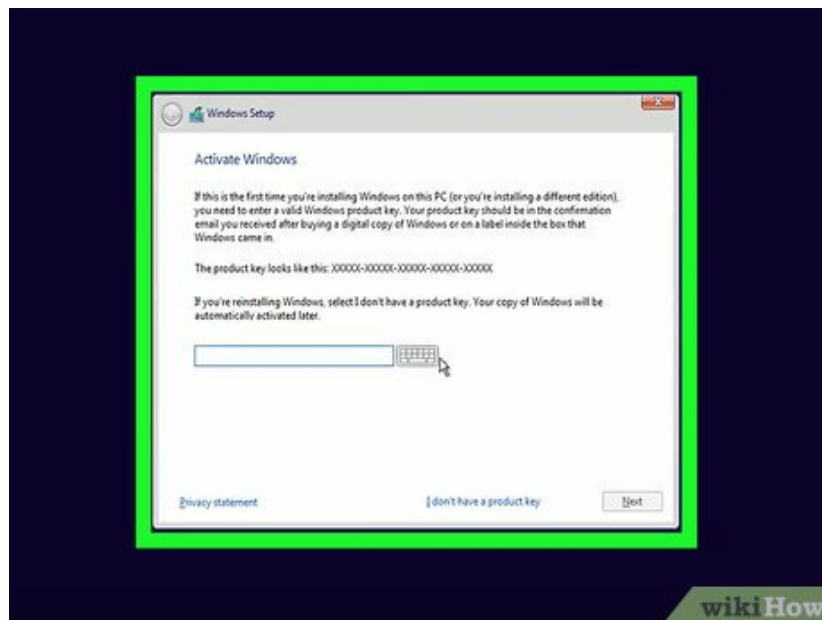 Windows Setup
Activate Windows
If this is the first time you're installing Windows on this PC (or you're installing a different edition),
you need to enter a valid Windows product key. Your product key should be in the confirmation
email you received after buying a digital copy of Windows or on a label inside the box that
Windows came in.
The product key looks like this: XXXXX-XXXXX-XXXXX-XXXXX-XXXXX
If you're reinstalling Windows, select I don't have a product key. Your copy of Windows will be
automatically activated later.
Privacy statement I don't have a product key Next
wikiHow